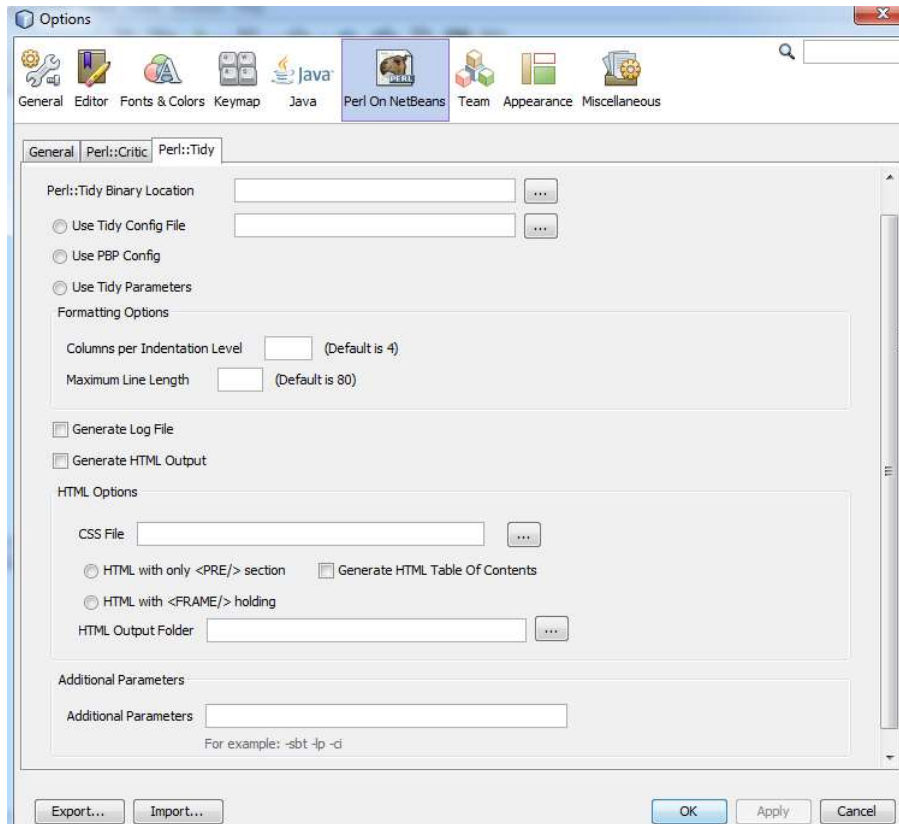 Options
General Editor Fonts & Colors Keymap Java Perl On NetBeans Team Appearance Miscellaneous
General Perl::Critic Perl::Tidy
Perl::Tidy Binary Location ...
Use Tidy Config File ...
Use PBP Config
Use Tidy Parameters
Formatting Options
Columns per Indentation Level (Default is 4)
Maximum Line Length (Default is 80)
Generate Log File
Generate HTML Output
HTML Options
CSS File ...
HTML with only <PRE/> section Generate HTML Table Of Contents
HTML with <FRAME/> holding
HTML Output Folder ...
Additional Parameters
Additional Parameters
For example: -sbt -lp -ci
Export... Import... OK Apply Cancel